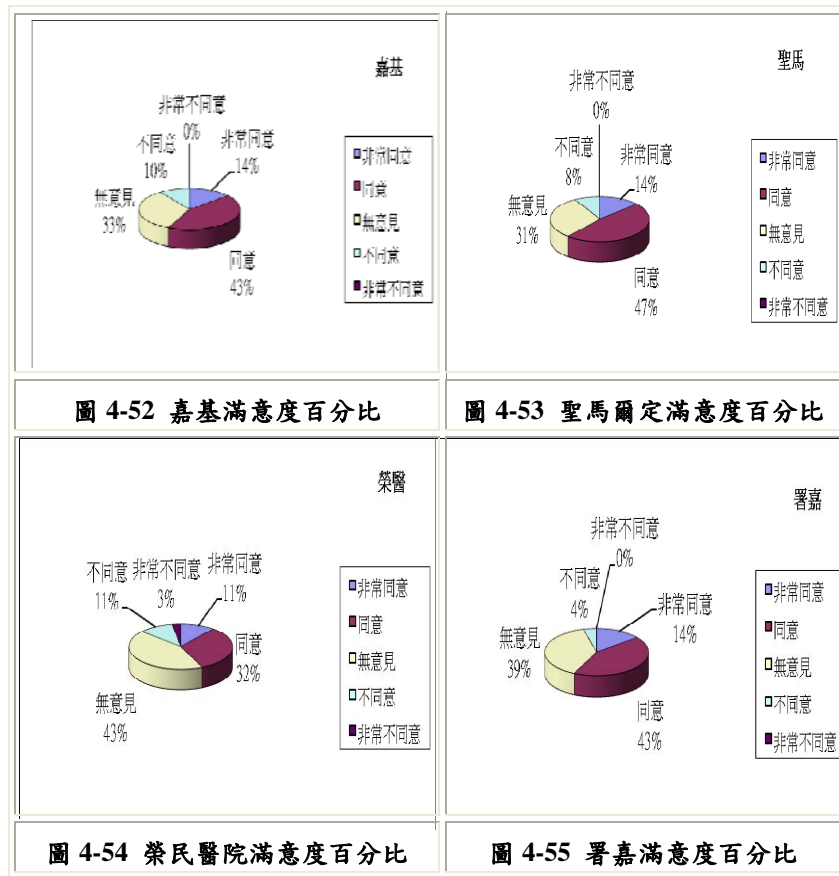 嘉基
非常不同意
0%
非常同意
14%
不同意
10%
無意見
33%
同意
43%
非常同意
同意
無意見
不同意
非常不同意
圖 4-52 嘉基滿意度百分比
聖馬
非常不同意
0%
不同意
8%
非常同意
14%
無意見
31%
同意
47%
非常同意
同意
無意見
不同意
非常不同意
圖 4-53 聖馬爾定滿意度百分比
榮醫
不同意
11%
非常不同意
3%
非常同意
11%
同意
32%
無意見
43%
非常同意
同意
無意見
不同意
非常不同意
圖 4-54 榮民醫院滿意度百分比
署嘉
非常不同意
0%
不同意
4%
非常同意
14%
無意見
39%
同意
43%
非常同意
同意
無意見
不同意
非常不同意
圖 4-55 署嘉滿意度百分比